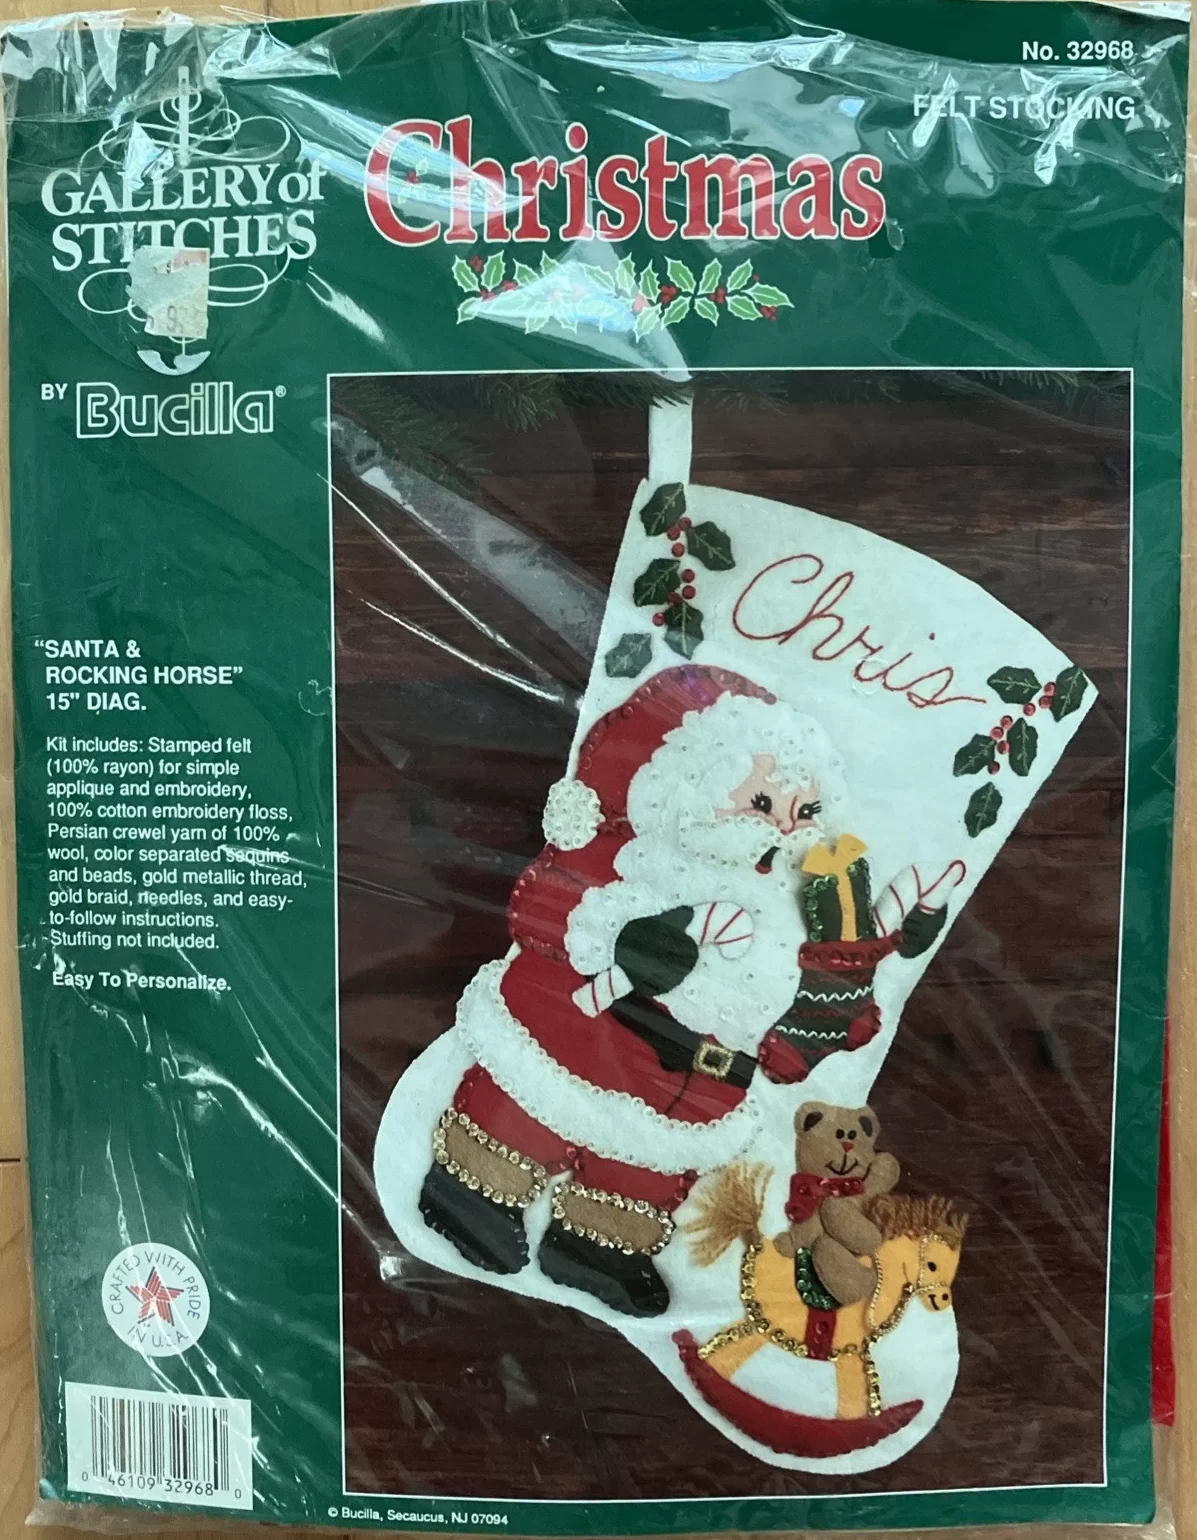 No. 32968
FELT STOCKING
GALLERY of
STITCHES
Christmas
BY Bucilla®
Chris
"SANTA &
ROCKING HORSE"
15" DIAG.
Kit includes: Stamped felt
(100% rayon) for simple
applique and embroidery,
100% cotton embroidery floss,
Persian crewel yarn of 100%
wool, color separated sequins
and beads, gold metallic thread,
gold braid, needles, and easy-
to-follow instructions.
Stuffing not included.
Easy To Personalize.
CRAFTED WITH PRIDE
IN U.S.A.
0 46109 32968 0
© Bucilla, Secaucus, NJ 07094